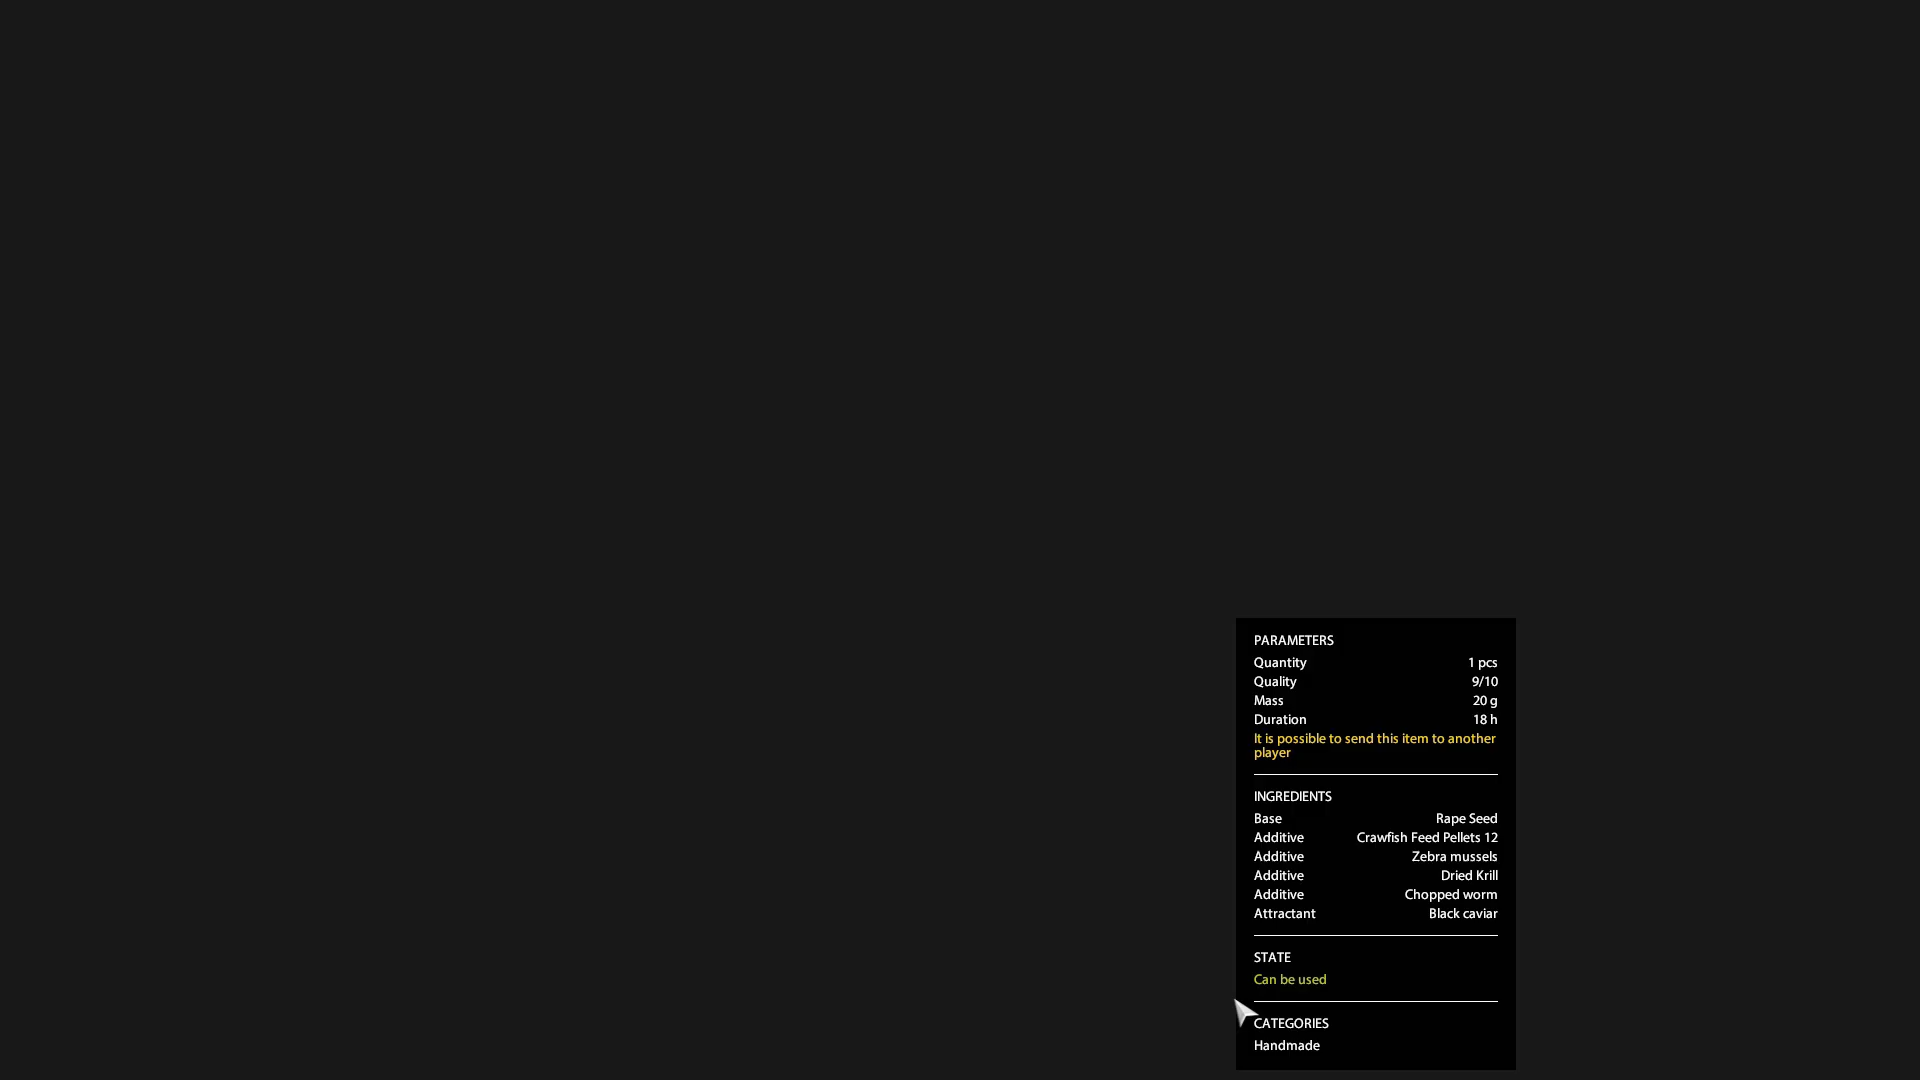 PARAMETERS
Quantity 1 pcs
Quality 9/10
Mass 20 g
Duration 18 h
It is possible to send this item to another
player
INGREDIENTS
Base Rape Seed
Additive Crawfish Feed Pellets 12
Additive Zebra mussels
Additive Dried Krill
Additive Chopped worm
Attractant Black caviar
STATE
Can be used
CATEGORIES
Handmade